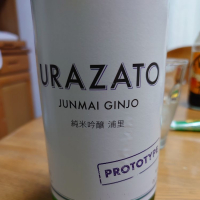 URAZATO
JUNMAI GINJO
純米吟醸 浦里
PROTOTYPE